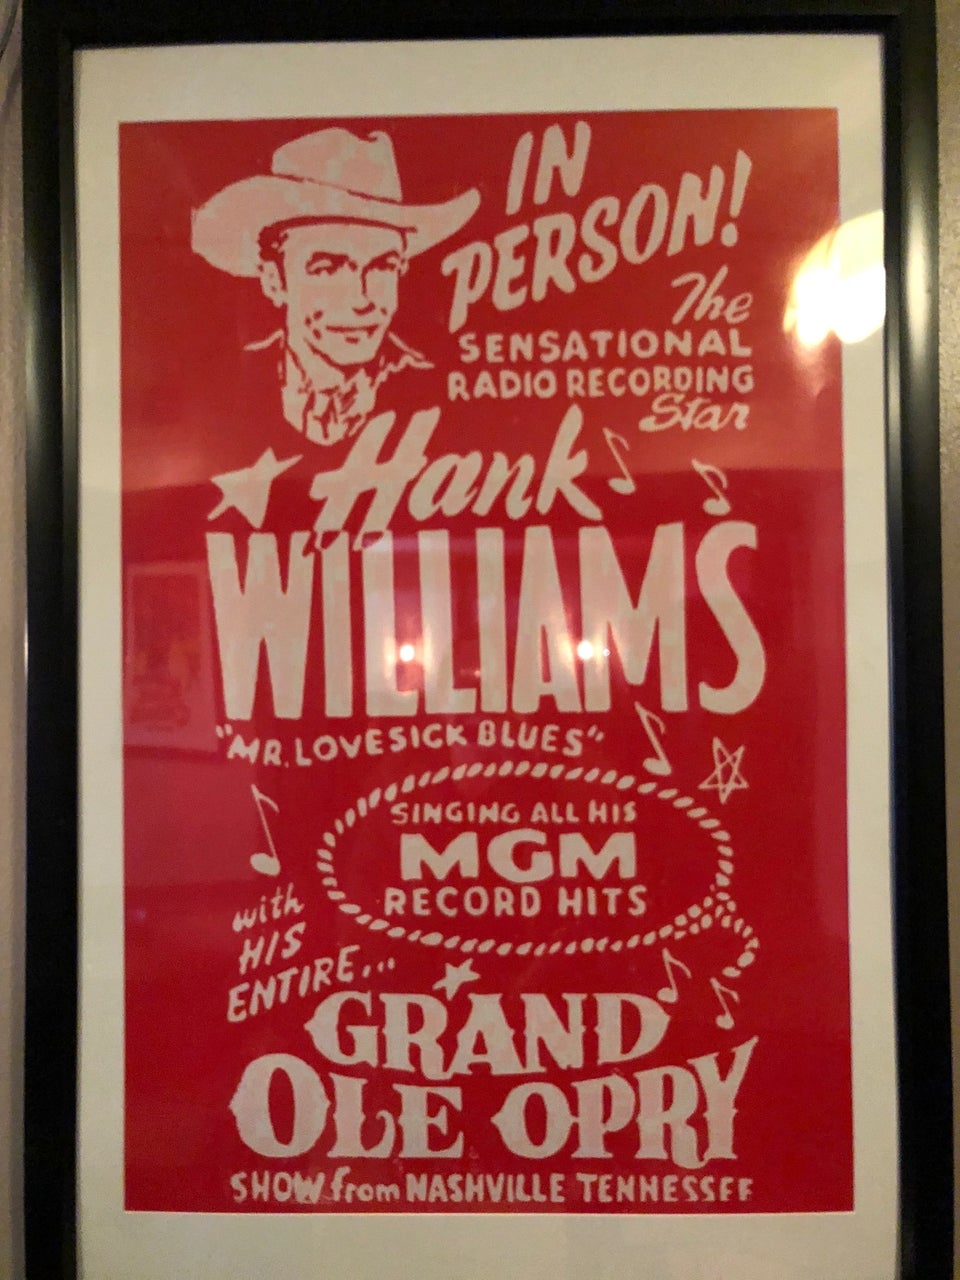 IN
PERSON!
The
SENSATIONAL
RADIO RECORDING
Star
Hank
WILLIAMS
"MR. LOVESICK BLUES"
SINGING ALL HIS
MGM
RECORD HITS
with
HIS
ENTIRE...
GRAND
OLE OPRY
SHOW from NASHVILLE TENNESSEE